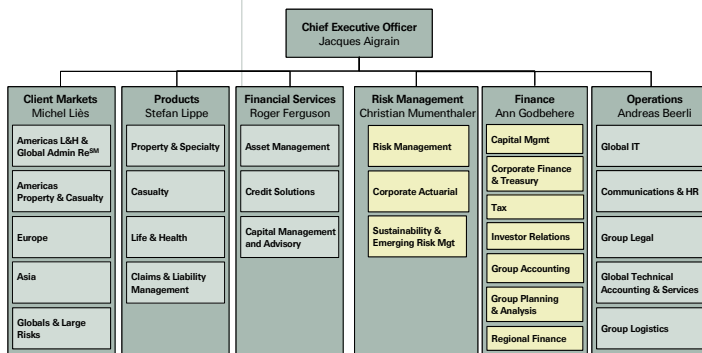 Chief Executive Officer
Jacques Aigrain
Client Markets
Michel Liès
Americas L&H &
Global Admin Re℠
Americas
Property & Casualty
Europe
Asia
Globals & Large
Risks
Products
Stefan Lippe
Property & Specialty
Casualty
Life & Health
Claims & Liability
Management
Financial Services
Roger Ferguson
Asset Management
Credit Solutions
Capital Management
and Advisory
Risk Management
Christian Mumenthaler
Risk Management
Corporate Actuarial
Sustainability &
Emerging Risk Mgt
Finance
Ann Godbehere
Capital Mgmt
Corporate Finance
& Treasury
Tax
Investor Relations
Group Accounting
Group Planning
& Analysis
Regional Finance
Operations
Andreas Beerli
Global IT
Communications & HR
Group Legal
Global Technical
Accounting & Services
Group Logistics